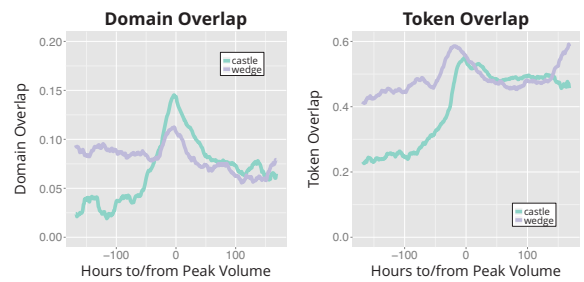 Domain Overlap
Token Overlap
0.20
0.15
0.10
0.05
0.00
Domain Overlap
castle
wedge
−100
0
100
Hours to/from Peak Volume
0.6
0.4
0.2
0.0
Token Overlap
castle
wedge
−100
0
100
Hours to/from Peak Volume